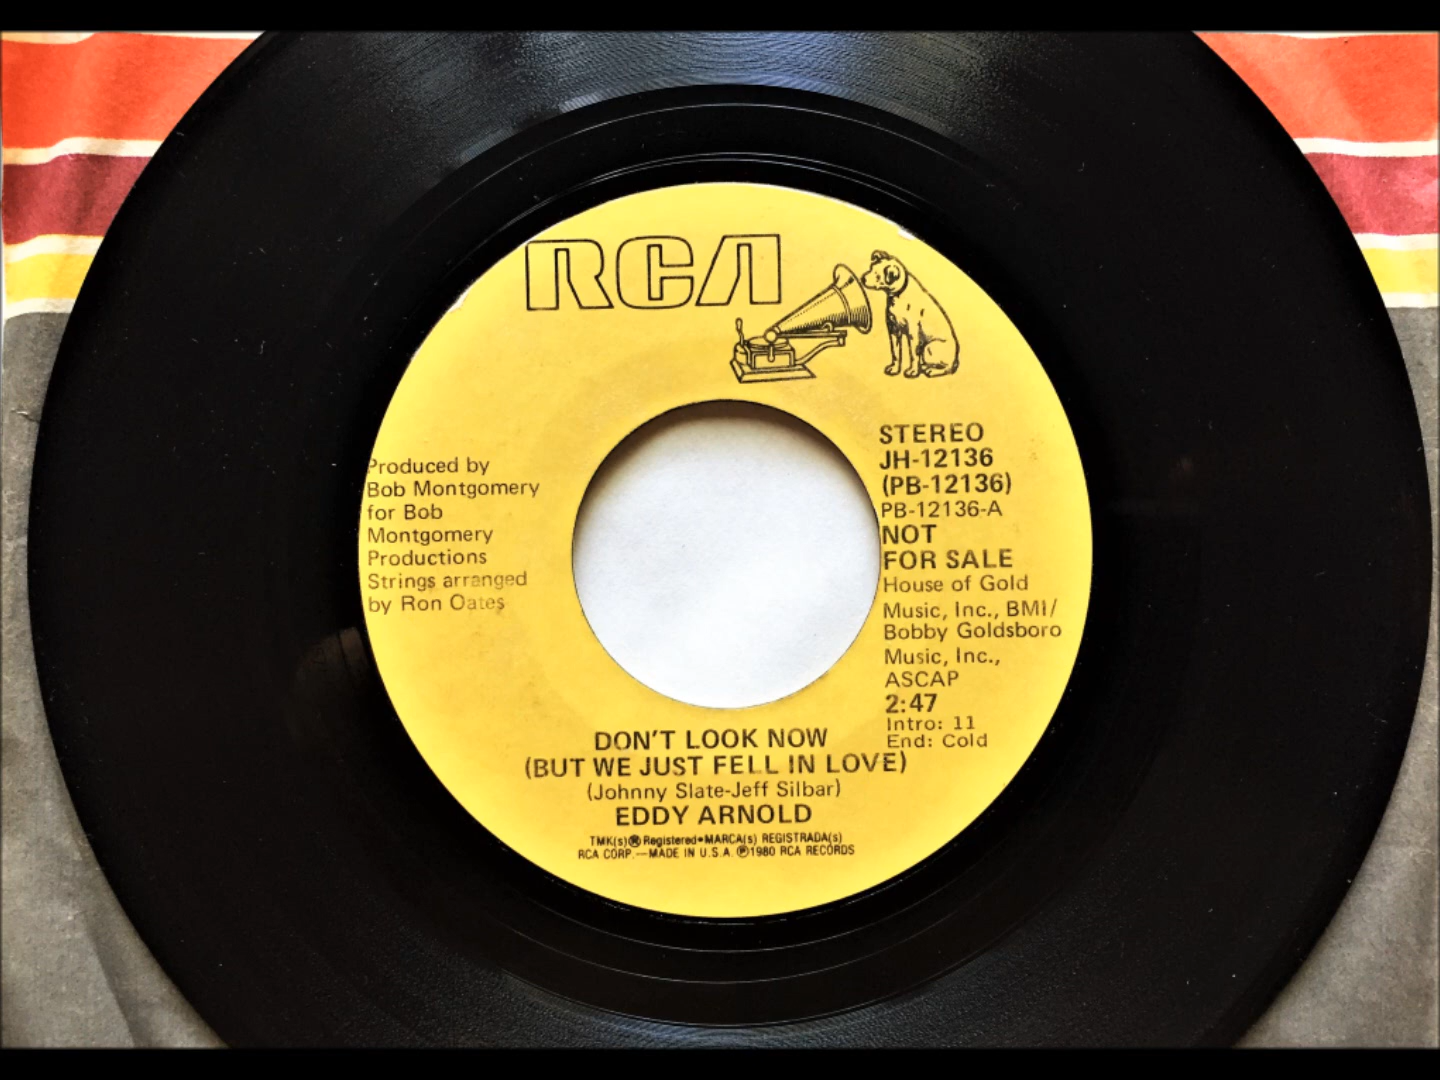 RCA
Produced by
Bob Montgomery
for Bob
Montgomery
Productions
Strings arranged
by Ron Oates
STEREO
JH-12136
(PB-12136)
PB-12136-A
NOT
FOR SALE
House of Gold
Music, Inc., BMI/
Bobby Goldsboro
Music, Inc.,
ASCAP
2:47
Intro: 11
End: Cold
DON'T LOOK NOW
(BUT WE JUST FELL IN LOVE)
(Johnny Slate-Jeff Silbar)
EDDY ARNOLD
TMK(s)®Registered•MARCA(s) REGISTRADA(s)
RCA CORP.—MADE IN U.S.A. ℗1980 RCA RECORDS